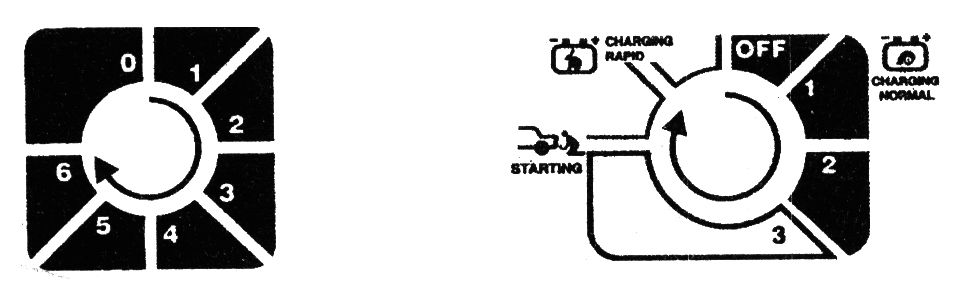 0
1
2
3
4
5
6
- +
CHARGING
RAPID
OFF
- +
CHARGING
NORMAL
1
STARTING
2
3